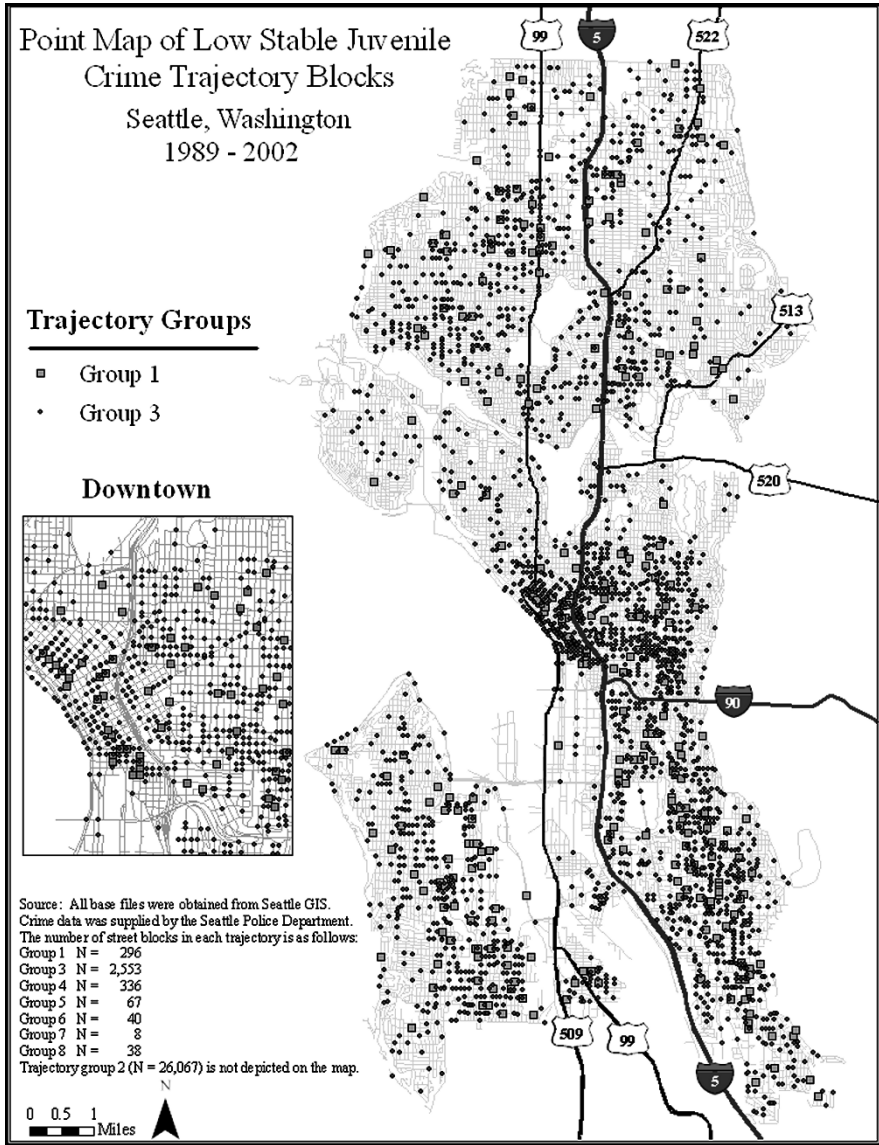 Point Map of Low Stable Juvenile
Crime Trajectory Blocks
Seattle, Washington
1989 - 2002
99
5
522
513
Trajectory Groups
Group 1
Group 3
520
Downtown
90
Source: All base files were obtained from Seattle GIS.
Crime data was supplied by the Seattle Police Department.
The number of street blocks in each trajectory is as follows:
Group 1 N = 296
Group 3 N = 2,553
Group 4 N = 336
Group 5 N = 67
Group 6 N = 40
Group 7 N = 8
Group 8 N = 38
Trajectory group 2 (N = 26,067) is not depicted on the map.
509
99
5
N
0 0.5 1
Miles